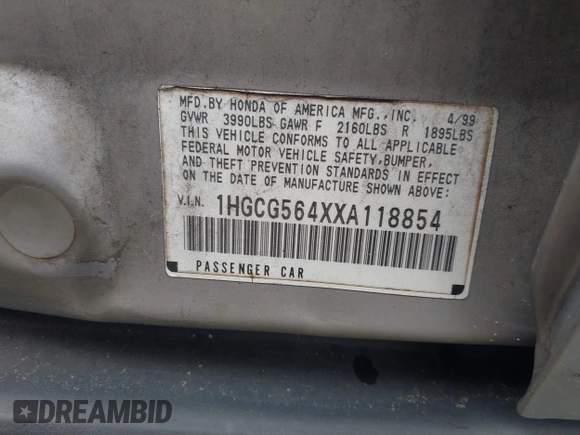 MFD.BY HONDA OF AMERICA MFG.,INC. 4/99
GVWR 3990LBS GAWR F 2160LBS R 1895LBS
THIS VEHICLE CONFORMS TO ALL APPLICABLE
FEDERAL MOTOR VEHICLE SAFETY,BUMPER,
AND THEFT PREVENTION STANDARDS IN EFFECT
ON THE DATE OF MANUFACTURE SHOWN ABOVE:
V.I.N. 1HGCG564XXA118854
PASSENGER CAR
DREAMBID